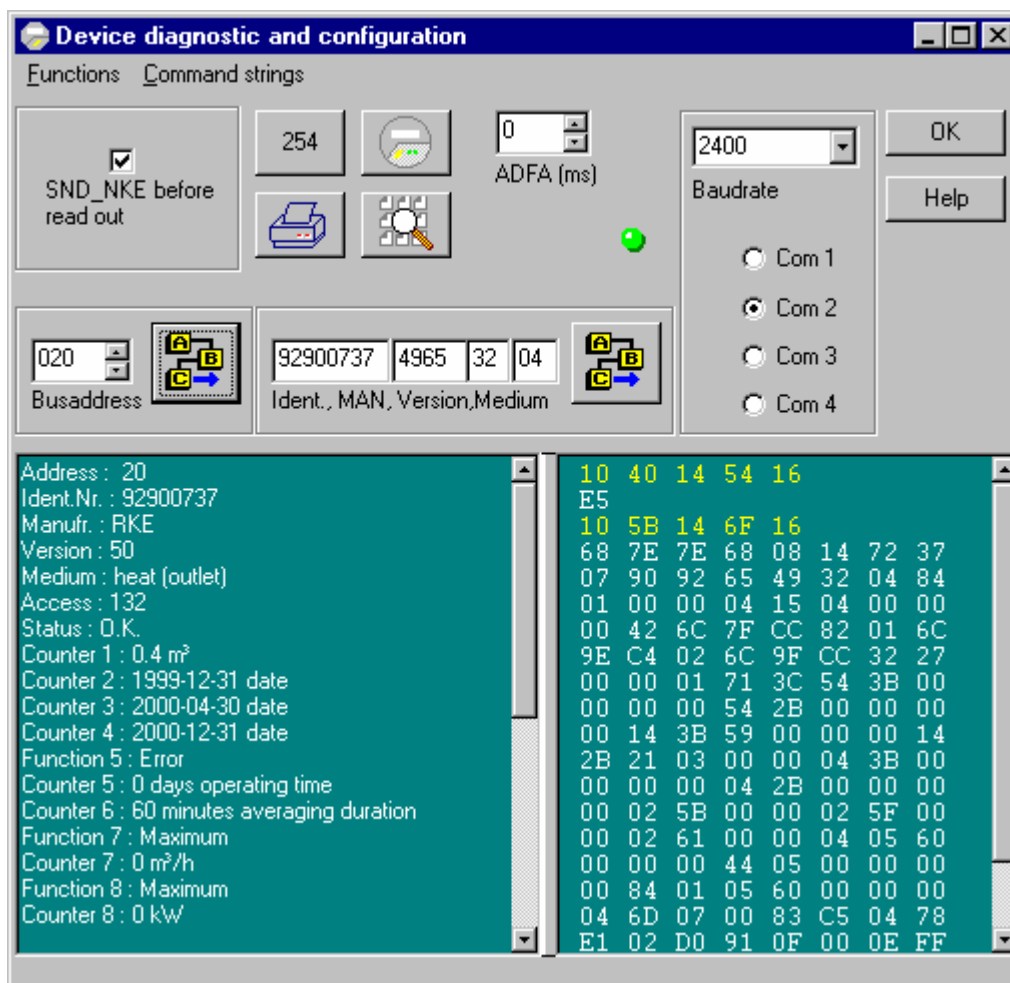 Device diagnostic and configuration
Functions Command strings
SND_NKE before
read out
254
0
ADFA (ms)
2400
Baudrate
OK
Help
Com 1
Com 2
Com 3
Com 4
020
Busaddress
92900737 4965 32 04
Ident., MAN, Version,Medium
A
B
C
A
B
C
Address : 20
Ident.Nr. : 92900737
Manufr. : RKE
Version : 50
Medium : heat (outlet)
Access : 132
Status : O.K.
Counter 1 : 0.4 m³
Counter 2 : 1999-12-31 date
Counter 3 : 2000-04-30 date
Counter 4 : 2000-12-31 date
Function 5 : Error
Counter 5 : 0 days operating time
Counter 6 : 60 minutes averaging duration
Function 7 : Maximum
Counter 7 : 0 m³/h
Function 8 : Maximum
Counter 8 : 0 kW
10 40 14 54 16
E5
10 5B 14 6F 16
68 7E 7E 68 08 14 72 37
07 90 92 65 49 32 04 84
01 00 00 04 15 04 00 00
00 42 6C 7F CC 82 01 6C
9E C4 02 6C 9F CC 32 27
00 00 01 71 3C 54 3B 00
00 00 00 54 2B 00 00 00
00 14 3B 59 00 00 00 14
2B 21 03 00 00 04 3B 00
00 00 00 04 2B 00 00 00
00 02 5B 00 00 02 5F 00
00 02 61 00 00 04 05 60
00 00 00 44 05 00 00 00
00 84 01 05 60 00 00 00
04 6D 07 00 83 C5 04 78
E1 02 D0 91 0F 00 0E FF